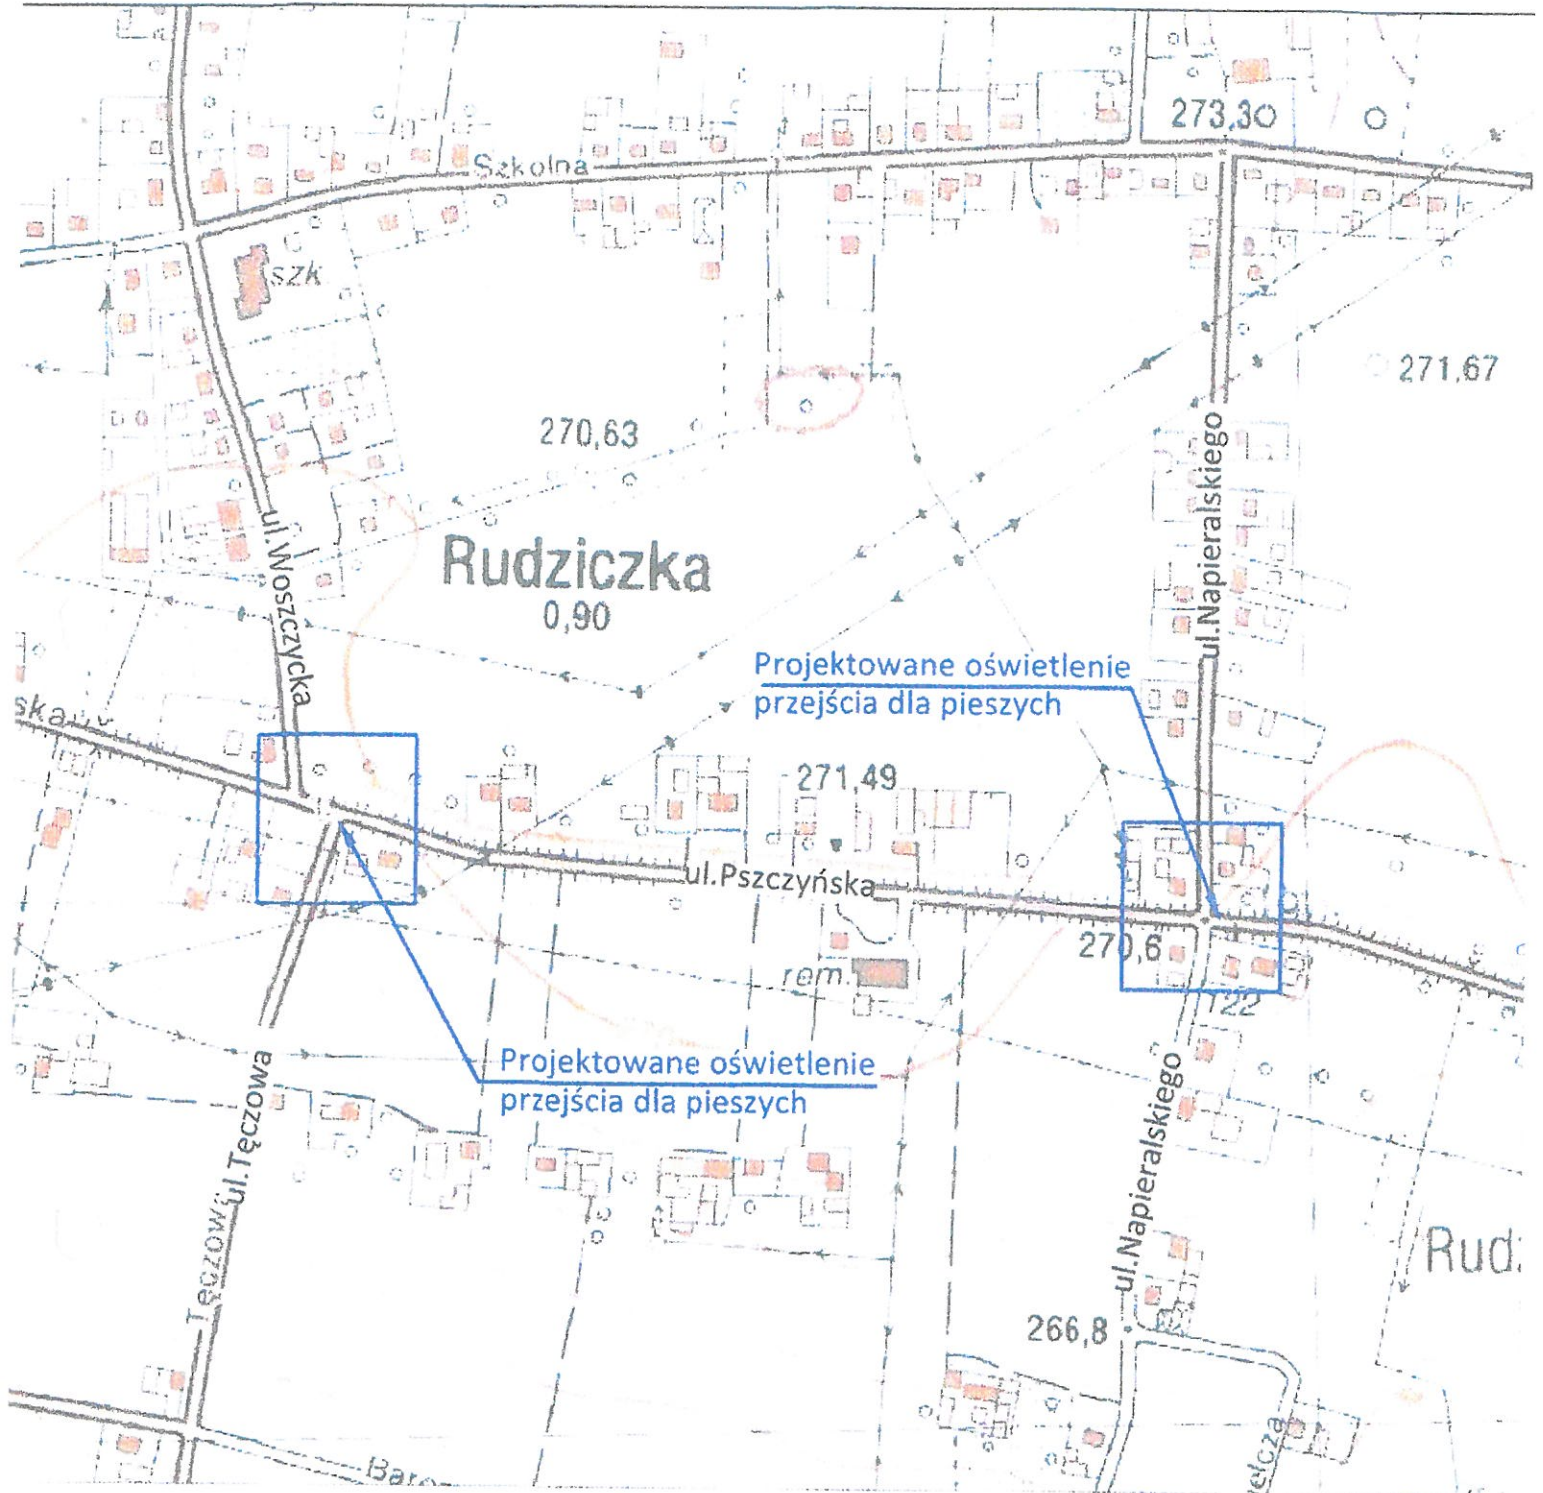 273,30
Szkolna
szk
271,67
270,63
ul.Napieralskiego
ul.Woszczycka
Rudziczka
0,90
Projektowane oświetlenie
przejścia dla pieszych
ska
271,49
ul.Pszczyńska
270,6
rem.
122
Projektowane oświetlenie
przejścia dla pieszych
ul.Tęczowa
ul.Napieralskiego
Tęczowa
Rudz
266,8